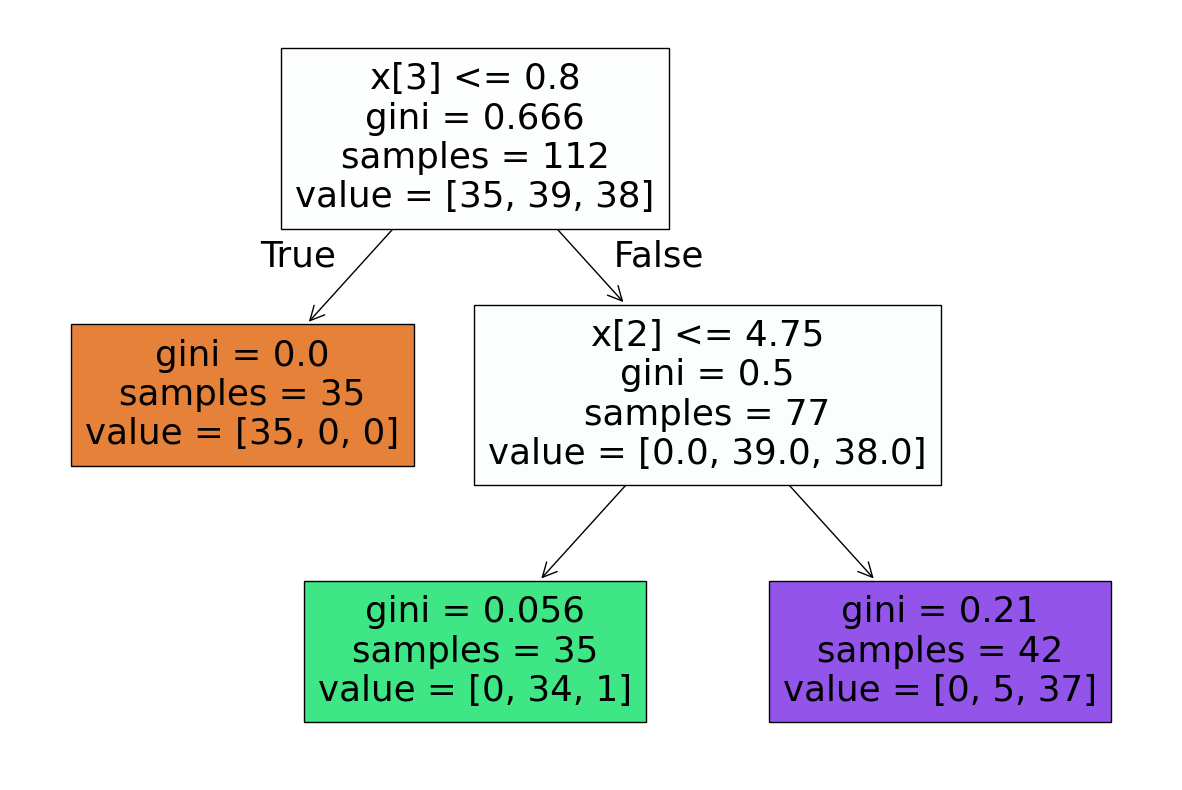 x[3] <= 0.8
gini = 0.666
samples = 112
value = [35, 39, 38]
True
False
gini = 0.0
samples = 35
value = [35, 0, 0]
x[2] <= 4.75
gini = 0.5
samples = 77
value = [0.0, 39.0, 38.0]
gini = 0.056
samples = 35
value = [0, 34, 1]
gini = 0.21
samples = 42
value = [0, 5, 37]